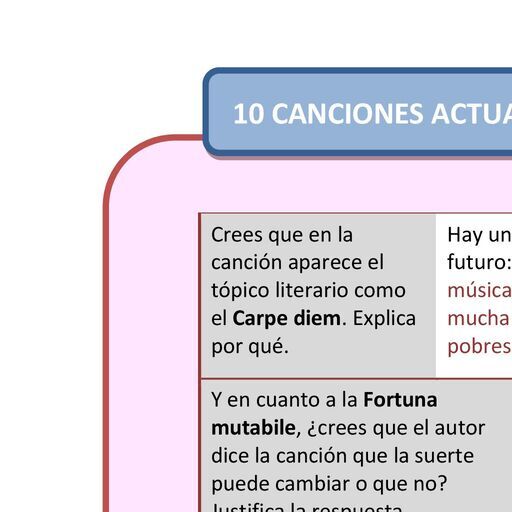 10 CANCIONES ACTUA
Crees que en la
canción aparece el
tópico literario como
el Carpe diem. Explica
por qué.
Hay un
futuro:
música
mucha
pobres
Y en cuanto a la Fortuna
mutabile, ¿crees que el autor
dice la canción que la suerte
puede cambiar o que no?
Justifica la respuesta